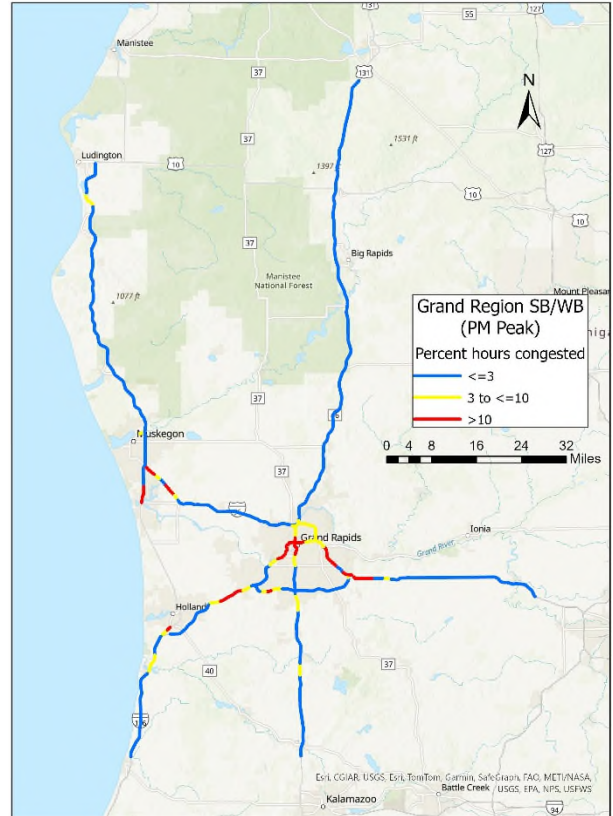 131
Manistee
131
37
N
127
1531 ft
Ludington
10
127
1397
10
37
10
Big Rapids
Manistee
National Forest
1077 ft
Mount Pleasan
Grand Region SB/WB
(PM Peak)
Percent hours congested
<=3
3 to <=10
>10
37
Muskegon
0 4 8 16 24 32
Miles
37
Ionia
Grand River
Grand Rapids
Holland
40
37
Esri, CGIAR, USGS, Esri, TomTom, Garmin, SafeGraph, FAO, METI/NASA,
USGS, EPA, NPS, USFWS
Battle Creek
Kalamazoo
94